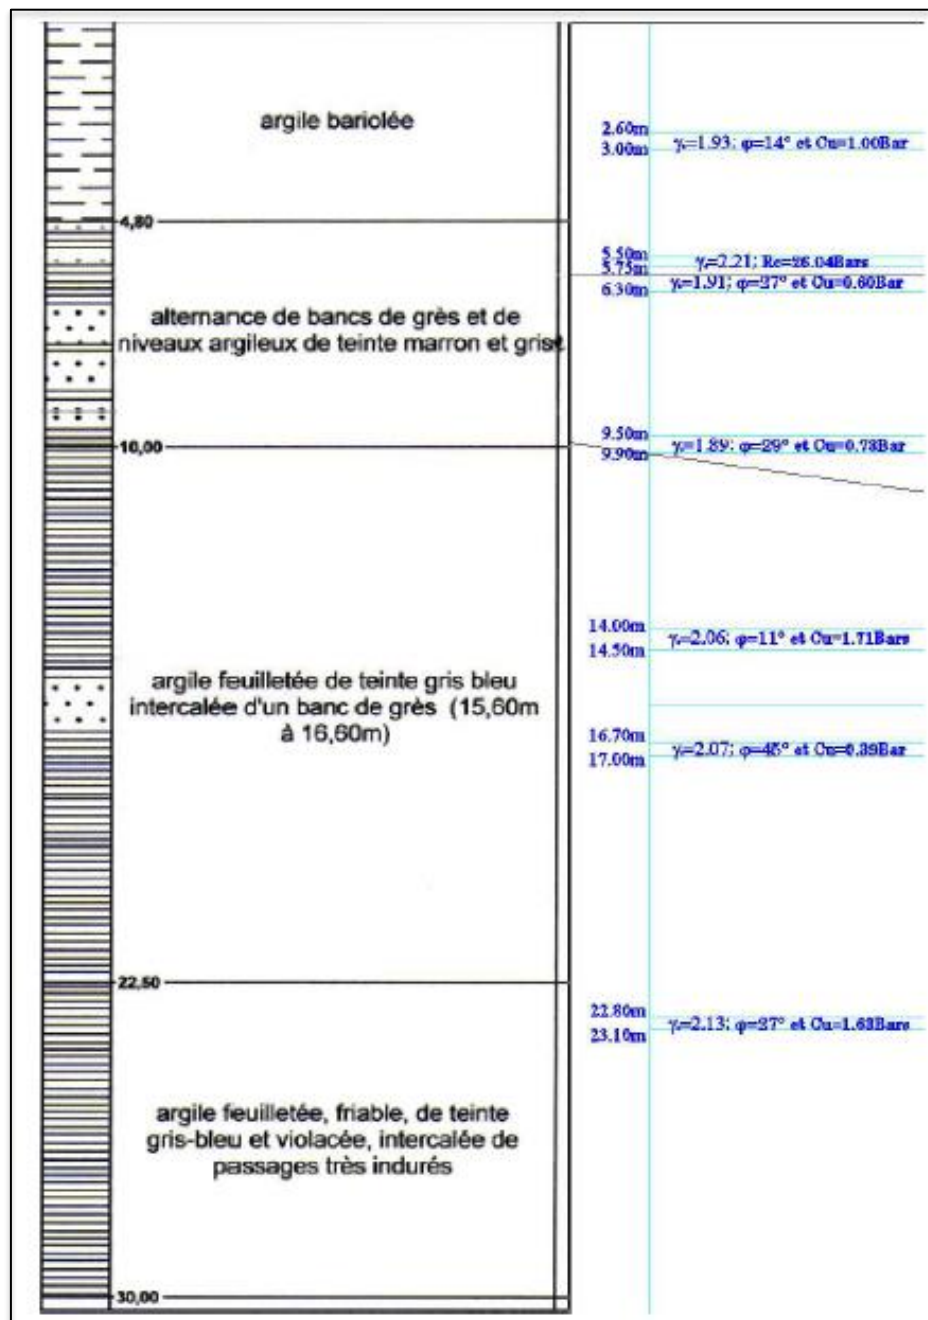 argile bariolée
2.60m
3.00m
γ=1.93; φ=14° et Cu=1.00Bar
4,80
5.50m
5.75m
γ=2.21; Rc=26.04Bars
6.30m
γ=1.91; φ=27° et Cu=0.60Bar
alternance de bancs de grès et de
niveaux argileux de teinte marron et grise
9.50m
9.90m
γ=1.89; φ=29° et Cu=0.73Bar
10,00
14.00m
14.50m
γ=2.06; φ=11° et Cu=1.71Bars
argile feuilletée de teinte gris bleu
intercalée d'un banc de grès (15,60m
à 16,60m)
16.70m
17.00m
γ=2.07; φ=45° et Cu=0.39Bar
22,50
22.80m
23.10m
γ=2.13; φ=27° et Cu=1.63Bars
argile feuilletée, friable, de teinte
gris-bleu et violacée, intercalée de
passages très indurés
30,00